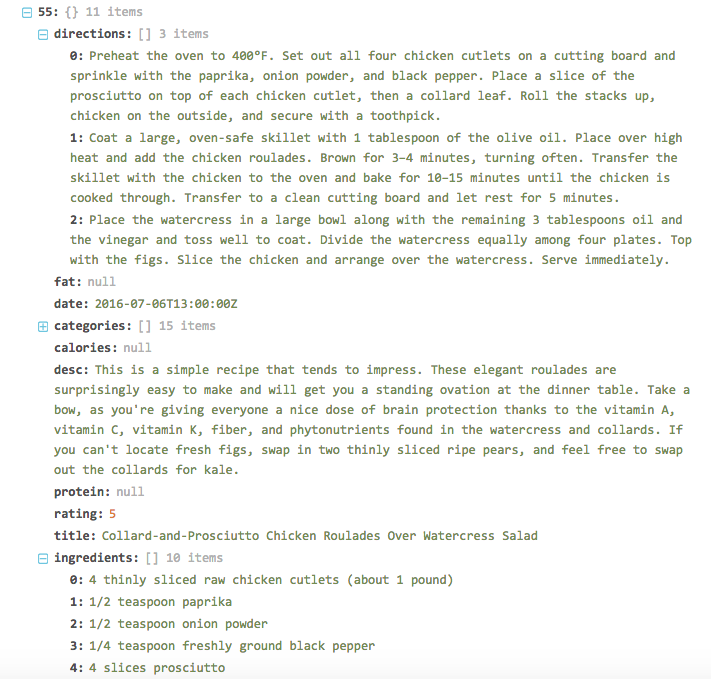 55: {} 11 items
directions: [] 3 items
0: Preheat the oven to 400°F. Set out all four chicken cutlets on a cutting board and
sprinkle with the paprika, onion powder, and black pepper. Place a slice of the
prosciutto on top of each chicken cutlet, then a collard leaf. Roll the stacks up,
chicken on the outside, and secure with a toothpick.
1: Coat a large, oven-safe skillet with 1 tablespoon of the olive oil. Place over high
heat and add the chicken roulades. Brown for 3–4 minutes, turning often. Transfer the
skillet with the chicken to the oven and bake for 10–15 minutes until the chicken is
cooked through. Transfer to a clean cutting board and let rest for 5 minutes.
2: Place the watercress in a large bowl along with the remaining 3 tablespoons oil and
the vinegar and toss well to coat. Divide the watercress equally among four plates. Top
with the figs. Slice the chicken and arrange over the watercress. Serve immediately.
fat: null
date: 2016-07-06T13:00:00Z
categories: [] 15 items
calories: null
desc: This is a simple recipe that tends to impress. These elegant roulades are
surprisingly easy to make and will get you a standing ovation at the dinner table. Take a
bow, as you're giving everyone a nice dose of brain protection thanks to the vitamin A,
vitamin C, vitamin K, fiber, and phytonutrients found in the watercress and collards. If
you can't locate fresh figs, swap in two thinly sliced ripe pears, and feel free to swap
out the collards for kale.
protein: null
rating: 5
title: Collard-and-Prosciutto Chicken Roulades Over Watercress Salad
ingredients: [] 10 items
0: 4 thinly sliced raw chicken cutlets (about 1 pound)
1: 1/2 teaspoon paprika
2: 1/2 teaspoon onion powder
3: 1/4 teaspoon freshly ground black pepper
4: 4 slices prosciutto